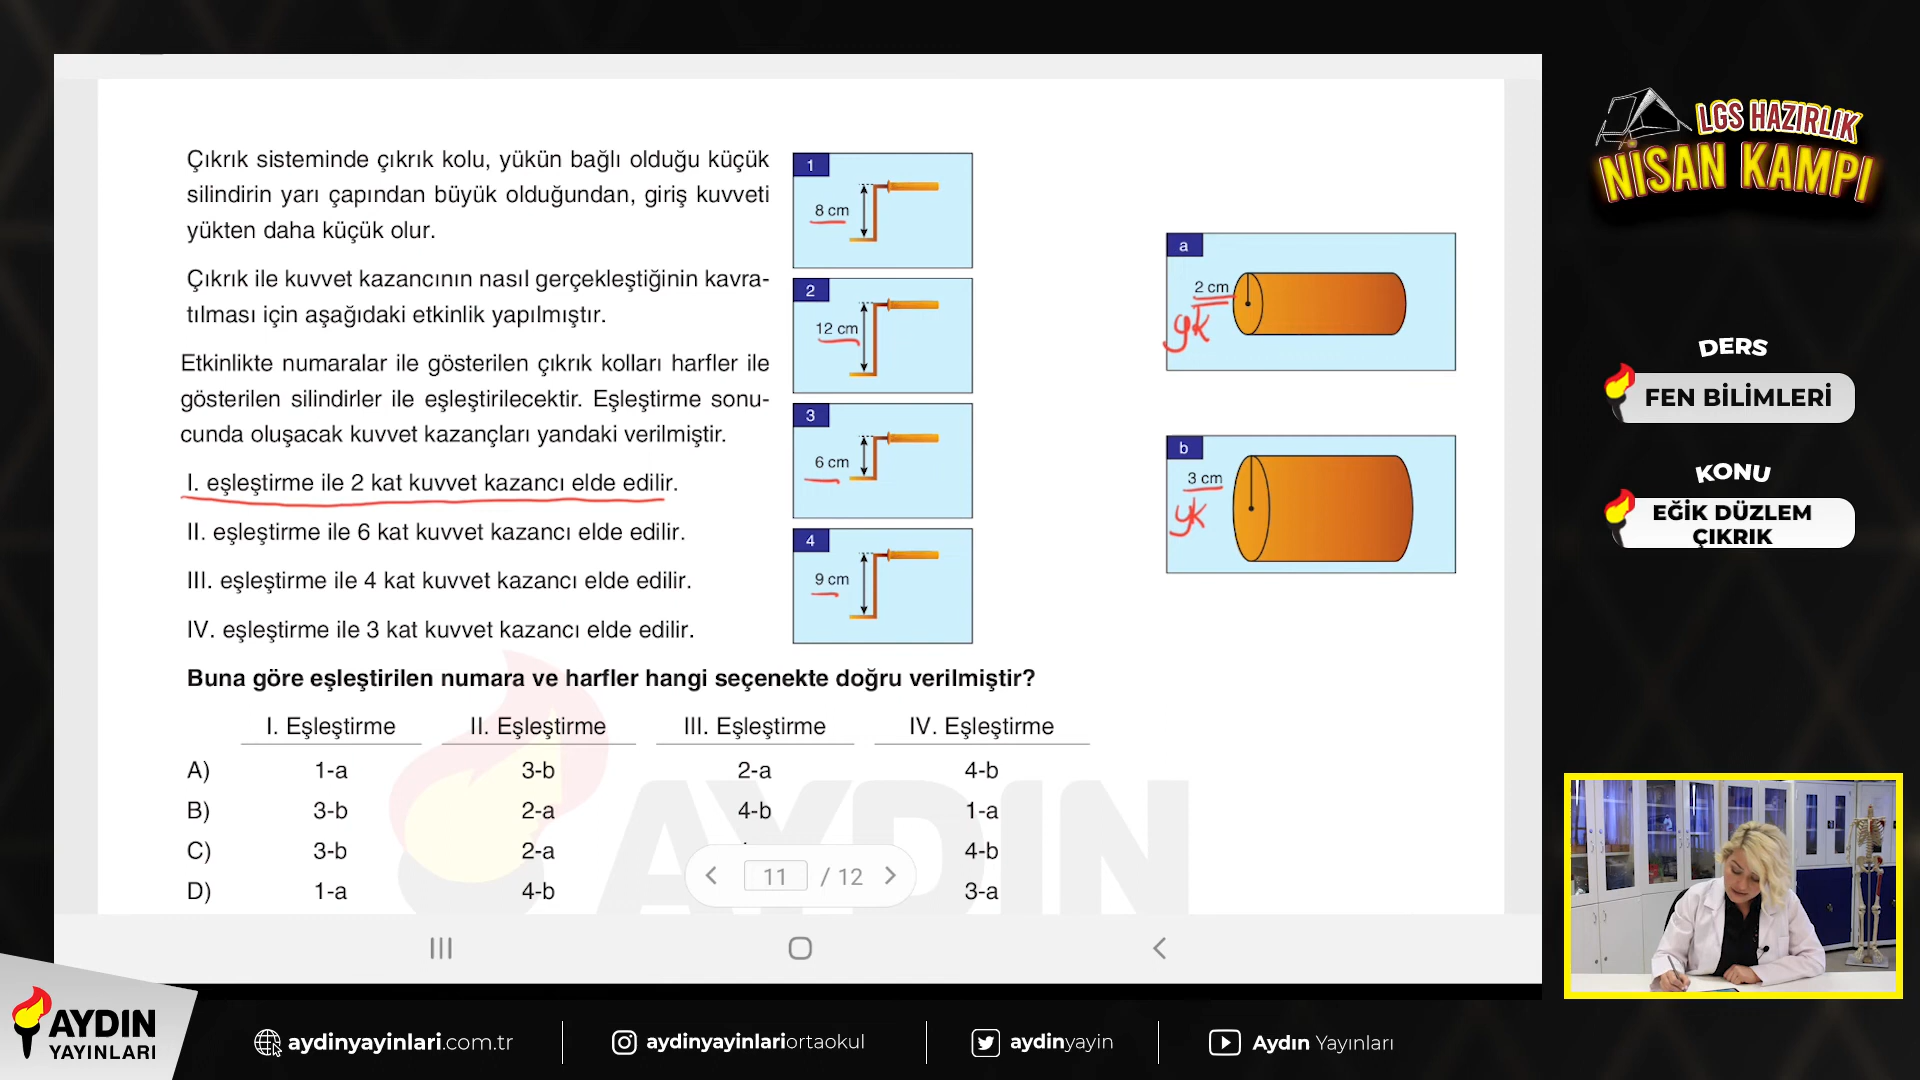 LGS HAZIRLIK
NİSAN KAMPI
Çıkrık sisteminde çıkrık kolu, yükün bağlı olduğu küçük
silindirin yarı çapından büyük olduğundan, giriş kuvveti
yükten daha küçük olur.
Çıkrık ile kuvvet kazancının nasıl gerçekleştiğinin kavra-
tılması için aşağıdaki etkinlik yapılmıştır.
Etkinlikte numaralar ile gösterilen çıkrık kolları harfler ile
gösterilen silindirler ile eşleştirilecektir. Eşleştirme sonu-
cunda oluşacak kuvvet kazançları yandaki verilmiştir.
I. eşleştirme ile 2 kat kuvvet kazancı elde edilir.
II. eşleştirme ile 6 kat kuvvet kazancı elde edilir.
III. eşleştirme ile 4 kat kuvvet kazancı elde edilir.
IV. eşleştirme ile 3 kat kuvvet kazancı elde edilir.
1
8 cm
2
12 cm
3
6 cm
4
9 cm
a
2 cm
yk
b
3 cm
yk
Buna göre eşleştirilen numara ve harfler hangi seçenekte doğru verilmiştir?
I. Eşleştirme II. Eşleştirme III. Eşleştirme IV. Eşleştirme
A) 1-a 3-b 2-a 4-b
B) 3-b 2-a 4-b 1-a
C) 3-b 2-a 4-b
D) 1-a 4-b 3-a
11 / 12
AYDIN
DERS
FEN BİLİMLERİ
KONU
EĞİK DÜZLEM
ÇIKRIK
AYDIN
YAYINLARI
aydinyayinlari.com.tr
aydinyayinlariortaokul
aydinyayin
Aydın Yayınları